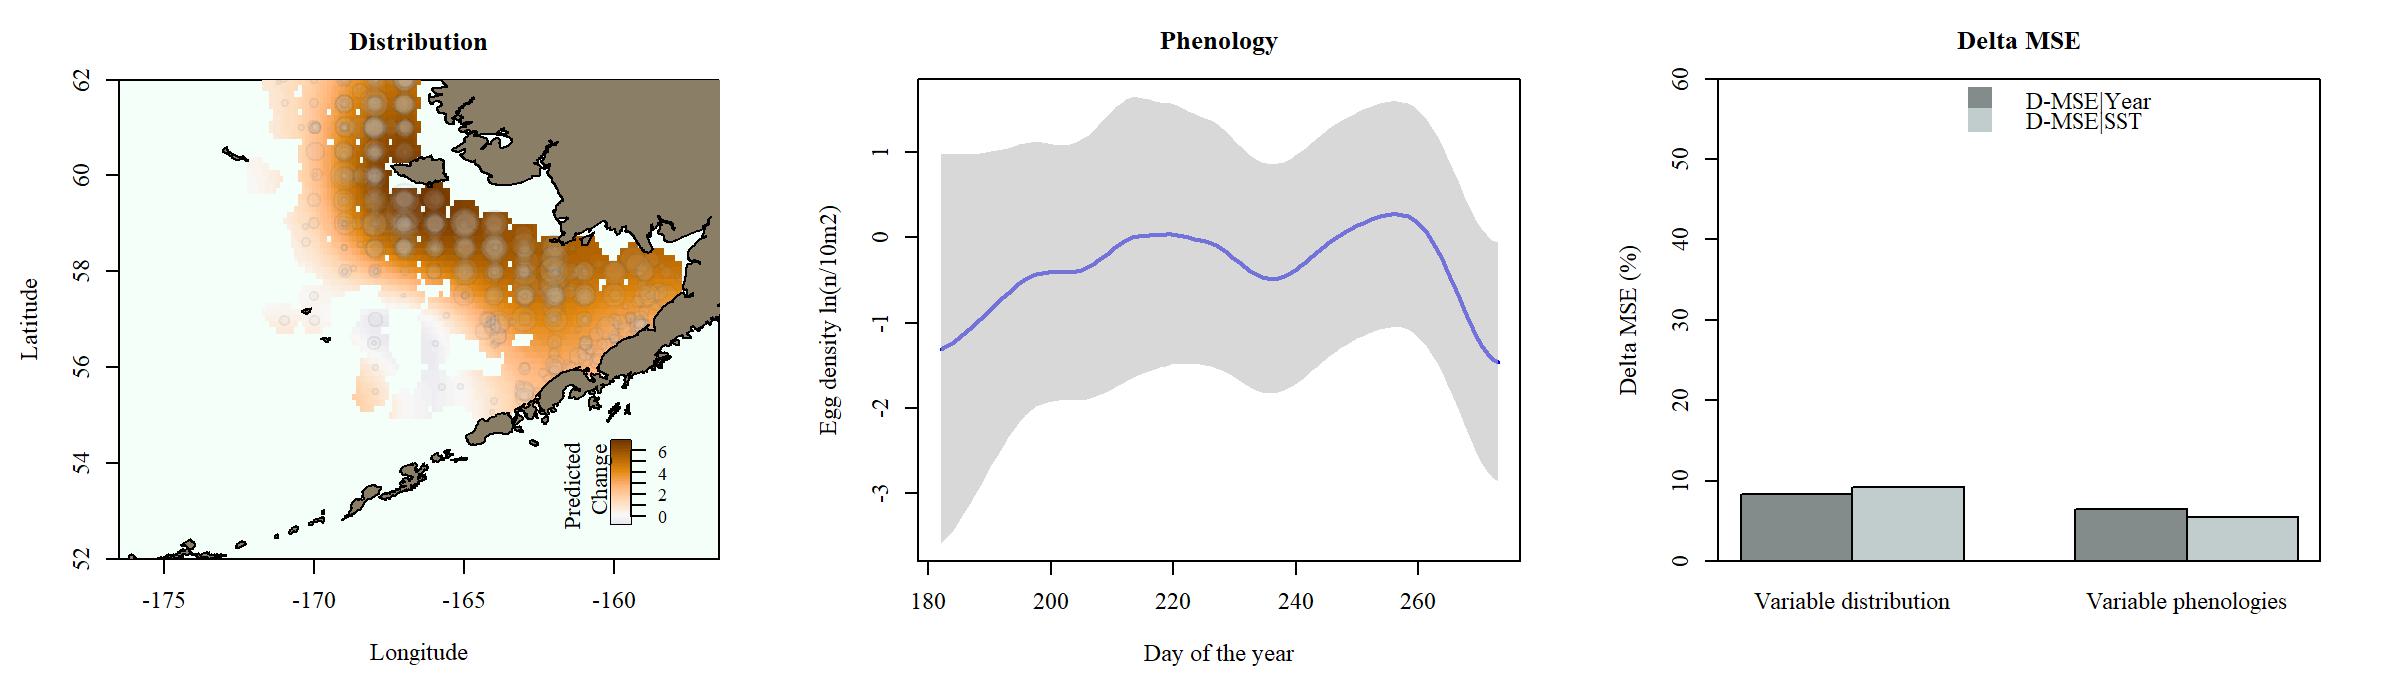 Distribution
Latitude
62
60
58
56
54
52
Predicted
Change
6
4
2
0
-175
-170
-165
-160
Longitude
Phenology
Egg density ln(n/10m2)
1
0
-1
-2
-3
180
200
220
240
260
Day of the year
Delta MSE
Delta MSE (%)
60
50
40
30
20
10
0
D-MSE|Year
D-MSE|SST
Variable distribution
Variable phenologies